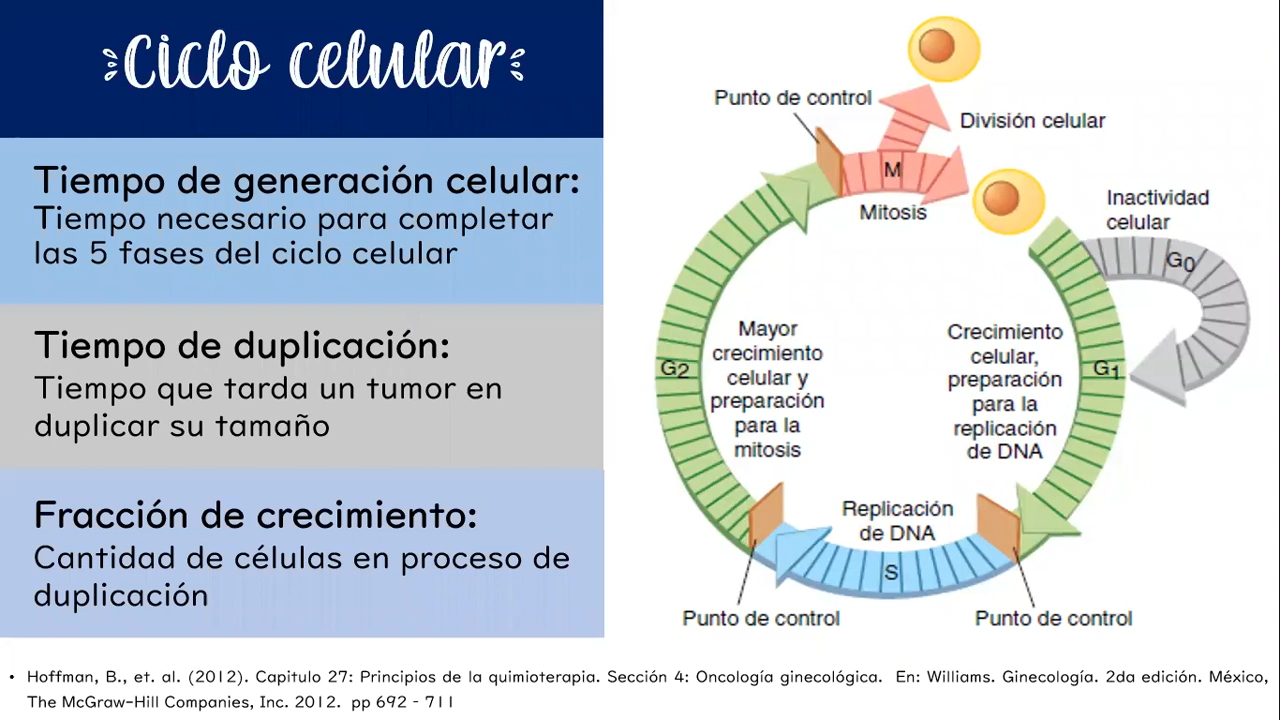 Ciclo celular
Tiempo de generación celular:
Tiempo necesario para completar
las 5 fases del ciclo celular
Tiempo de duplicación:
Tiempo que tarda un tumor en
duplicar su tamaño
Fracción de crecimiento:
Cantidad de células en proceso de
duplicación
Punto de control
División celular
M
Mitosis
Inactividad
celular
G0
Mayor
crecimiento
celular y
preparación
para la
mitosis
G2
Crecimiento
celular,
preparación
para la
replicación
de DNA
G1
Replicación
de DNA
S
Punto de control
Punto de control
• Hoffman, B., et. al. (2012). Capitulo 27: Principios de la quimioterapia. Sección 4: Oncología ginecológica. En: Williams. Ginecología. 2da edición. México,
The McGraw-Hill Companies, Inc. 2012. pp 692 - 711